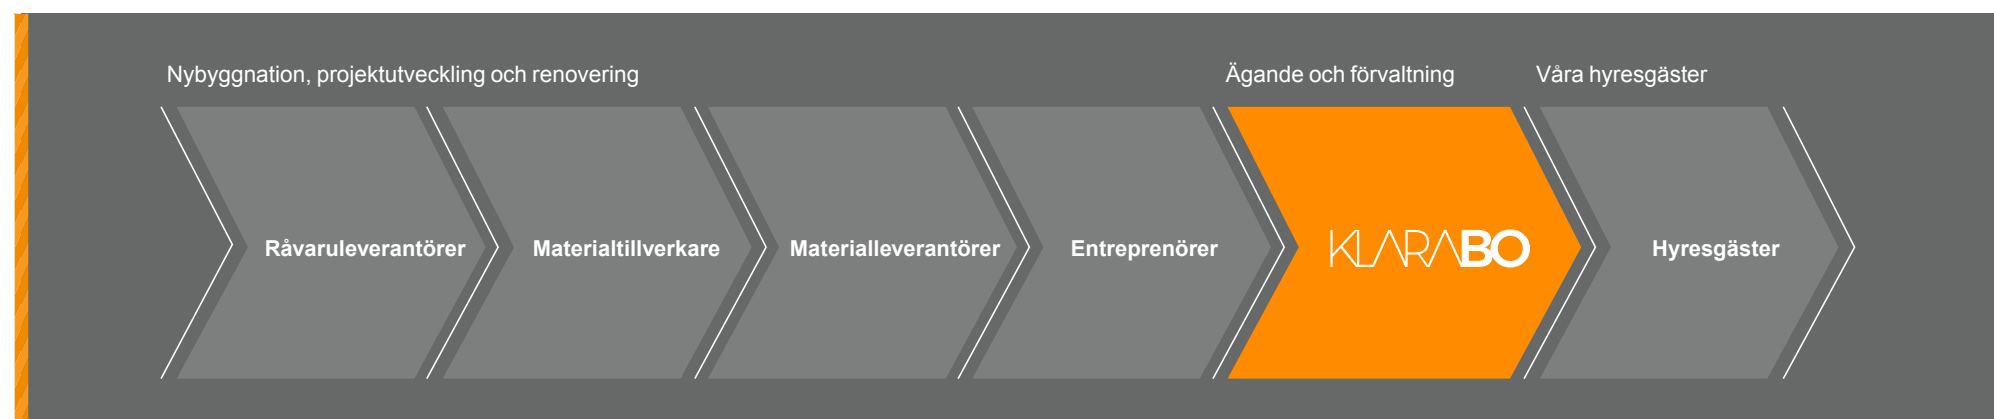 Nybyggnation, projektutveckling och renovering
Ägande och förvaltning
Våra hyresgäster
Råvaruleverantörer
Materialtillverkare
Materialleverantörer
Entreprenörer
KLARABO
Hyresgäster